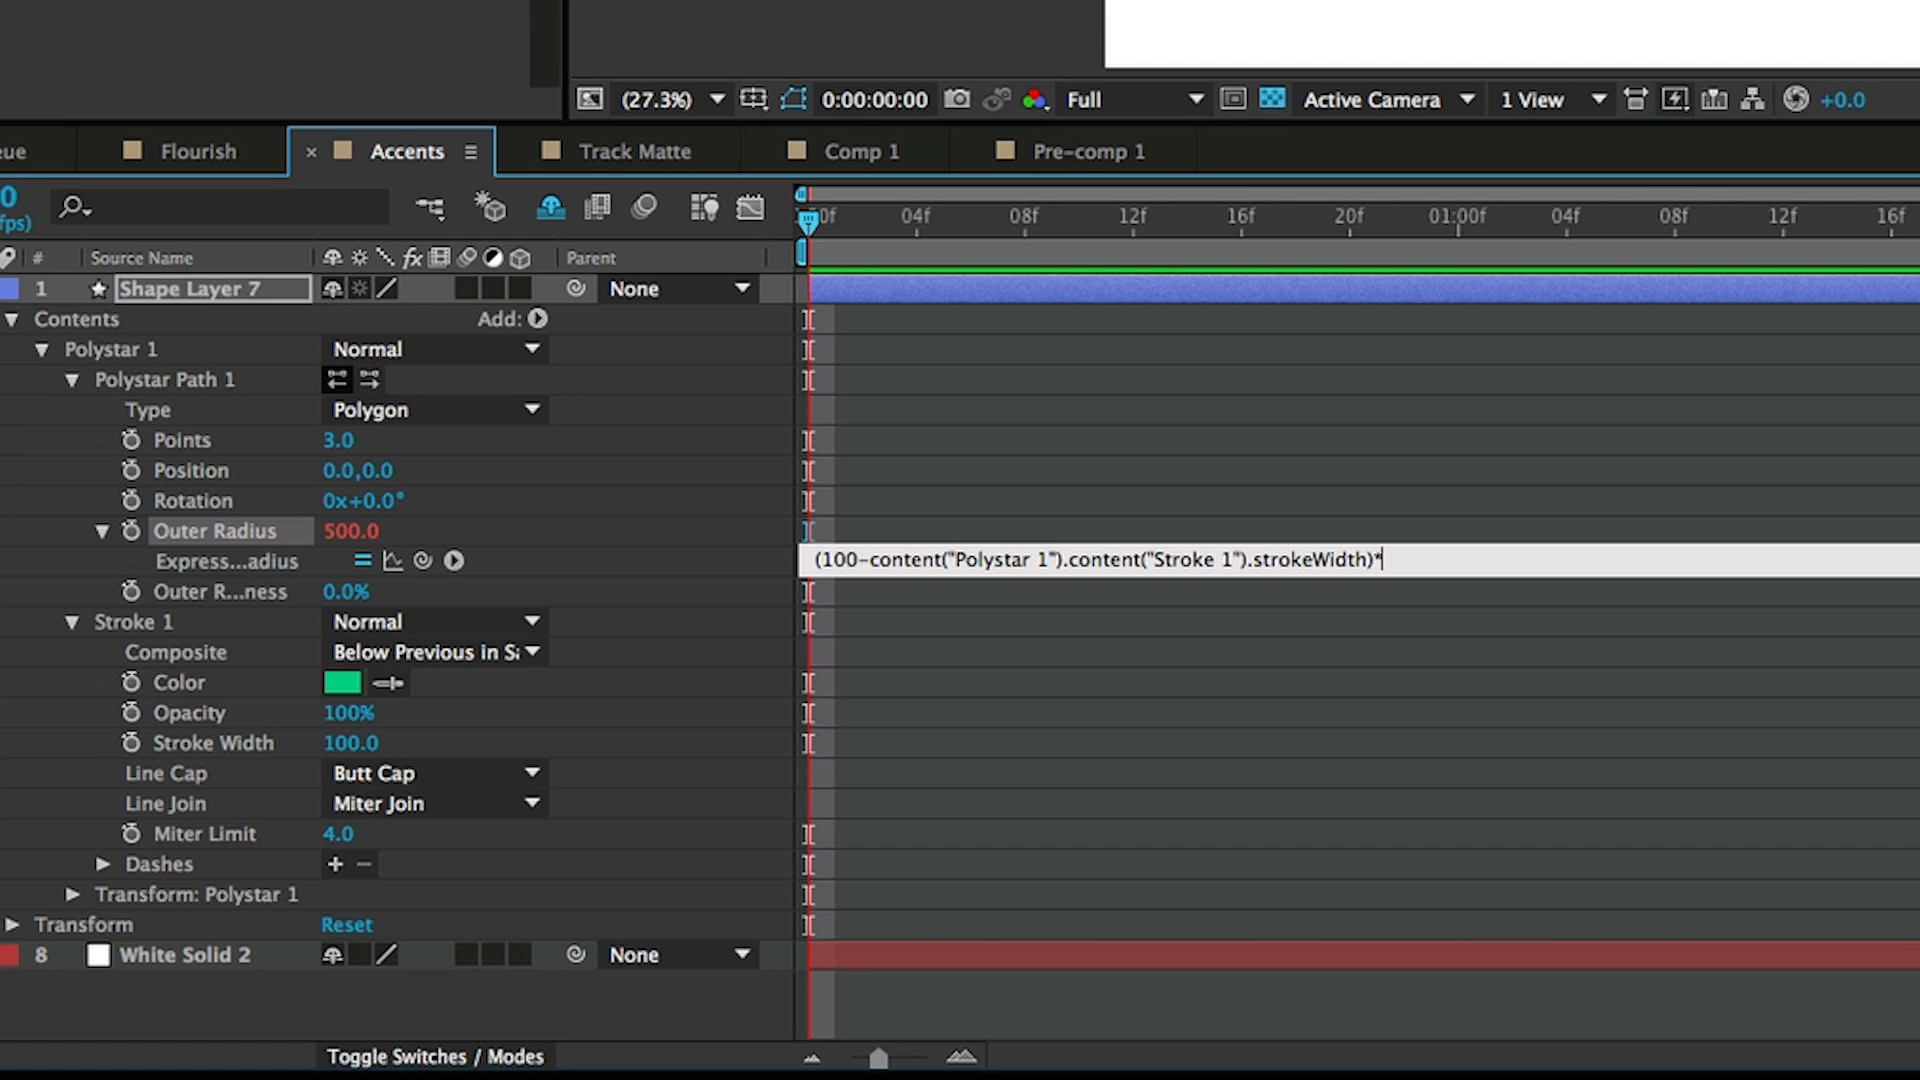 (27.3%)
0:00:00:00
Full
Active Camera
1 View
+0.0
eue
Flourish
× Accents
Track Matte
Comp 1
Pre-comp 1
0
fps)
0f 04f 08f 12f 16f 20f 01:00f 04f 08f 12f 16f
# Source Name fx Parent
1 Shape Layer 7 None
Contents Add:
Polystar 1 Normal
Polystar Path 1
Type Polygon
Points 3.0
Position 0.0,0.0
Rotation 0x+0.0°
Outer Radius 500.0
Express...adius
(100-content("Polystar 1").content("Stroke 1").strokeWidth)*
Outer R...ness 0.0%
Stroke 1 Normal
Composite Below Previous in Sa
Color
Opacity 100%
Stroke Width 100.0
Line Cap Butt Cap
Line Join Miter Join
Miter Limit 4.0
Dashes + −
Transform: Polystar 1
Transform Reset
8 White Solid 2 None
Toggle Switches / Modes